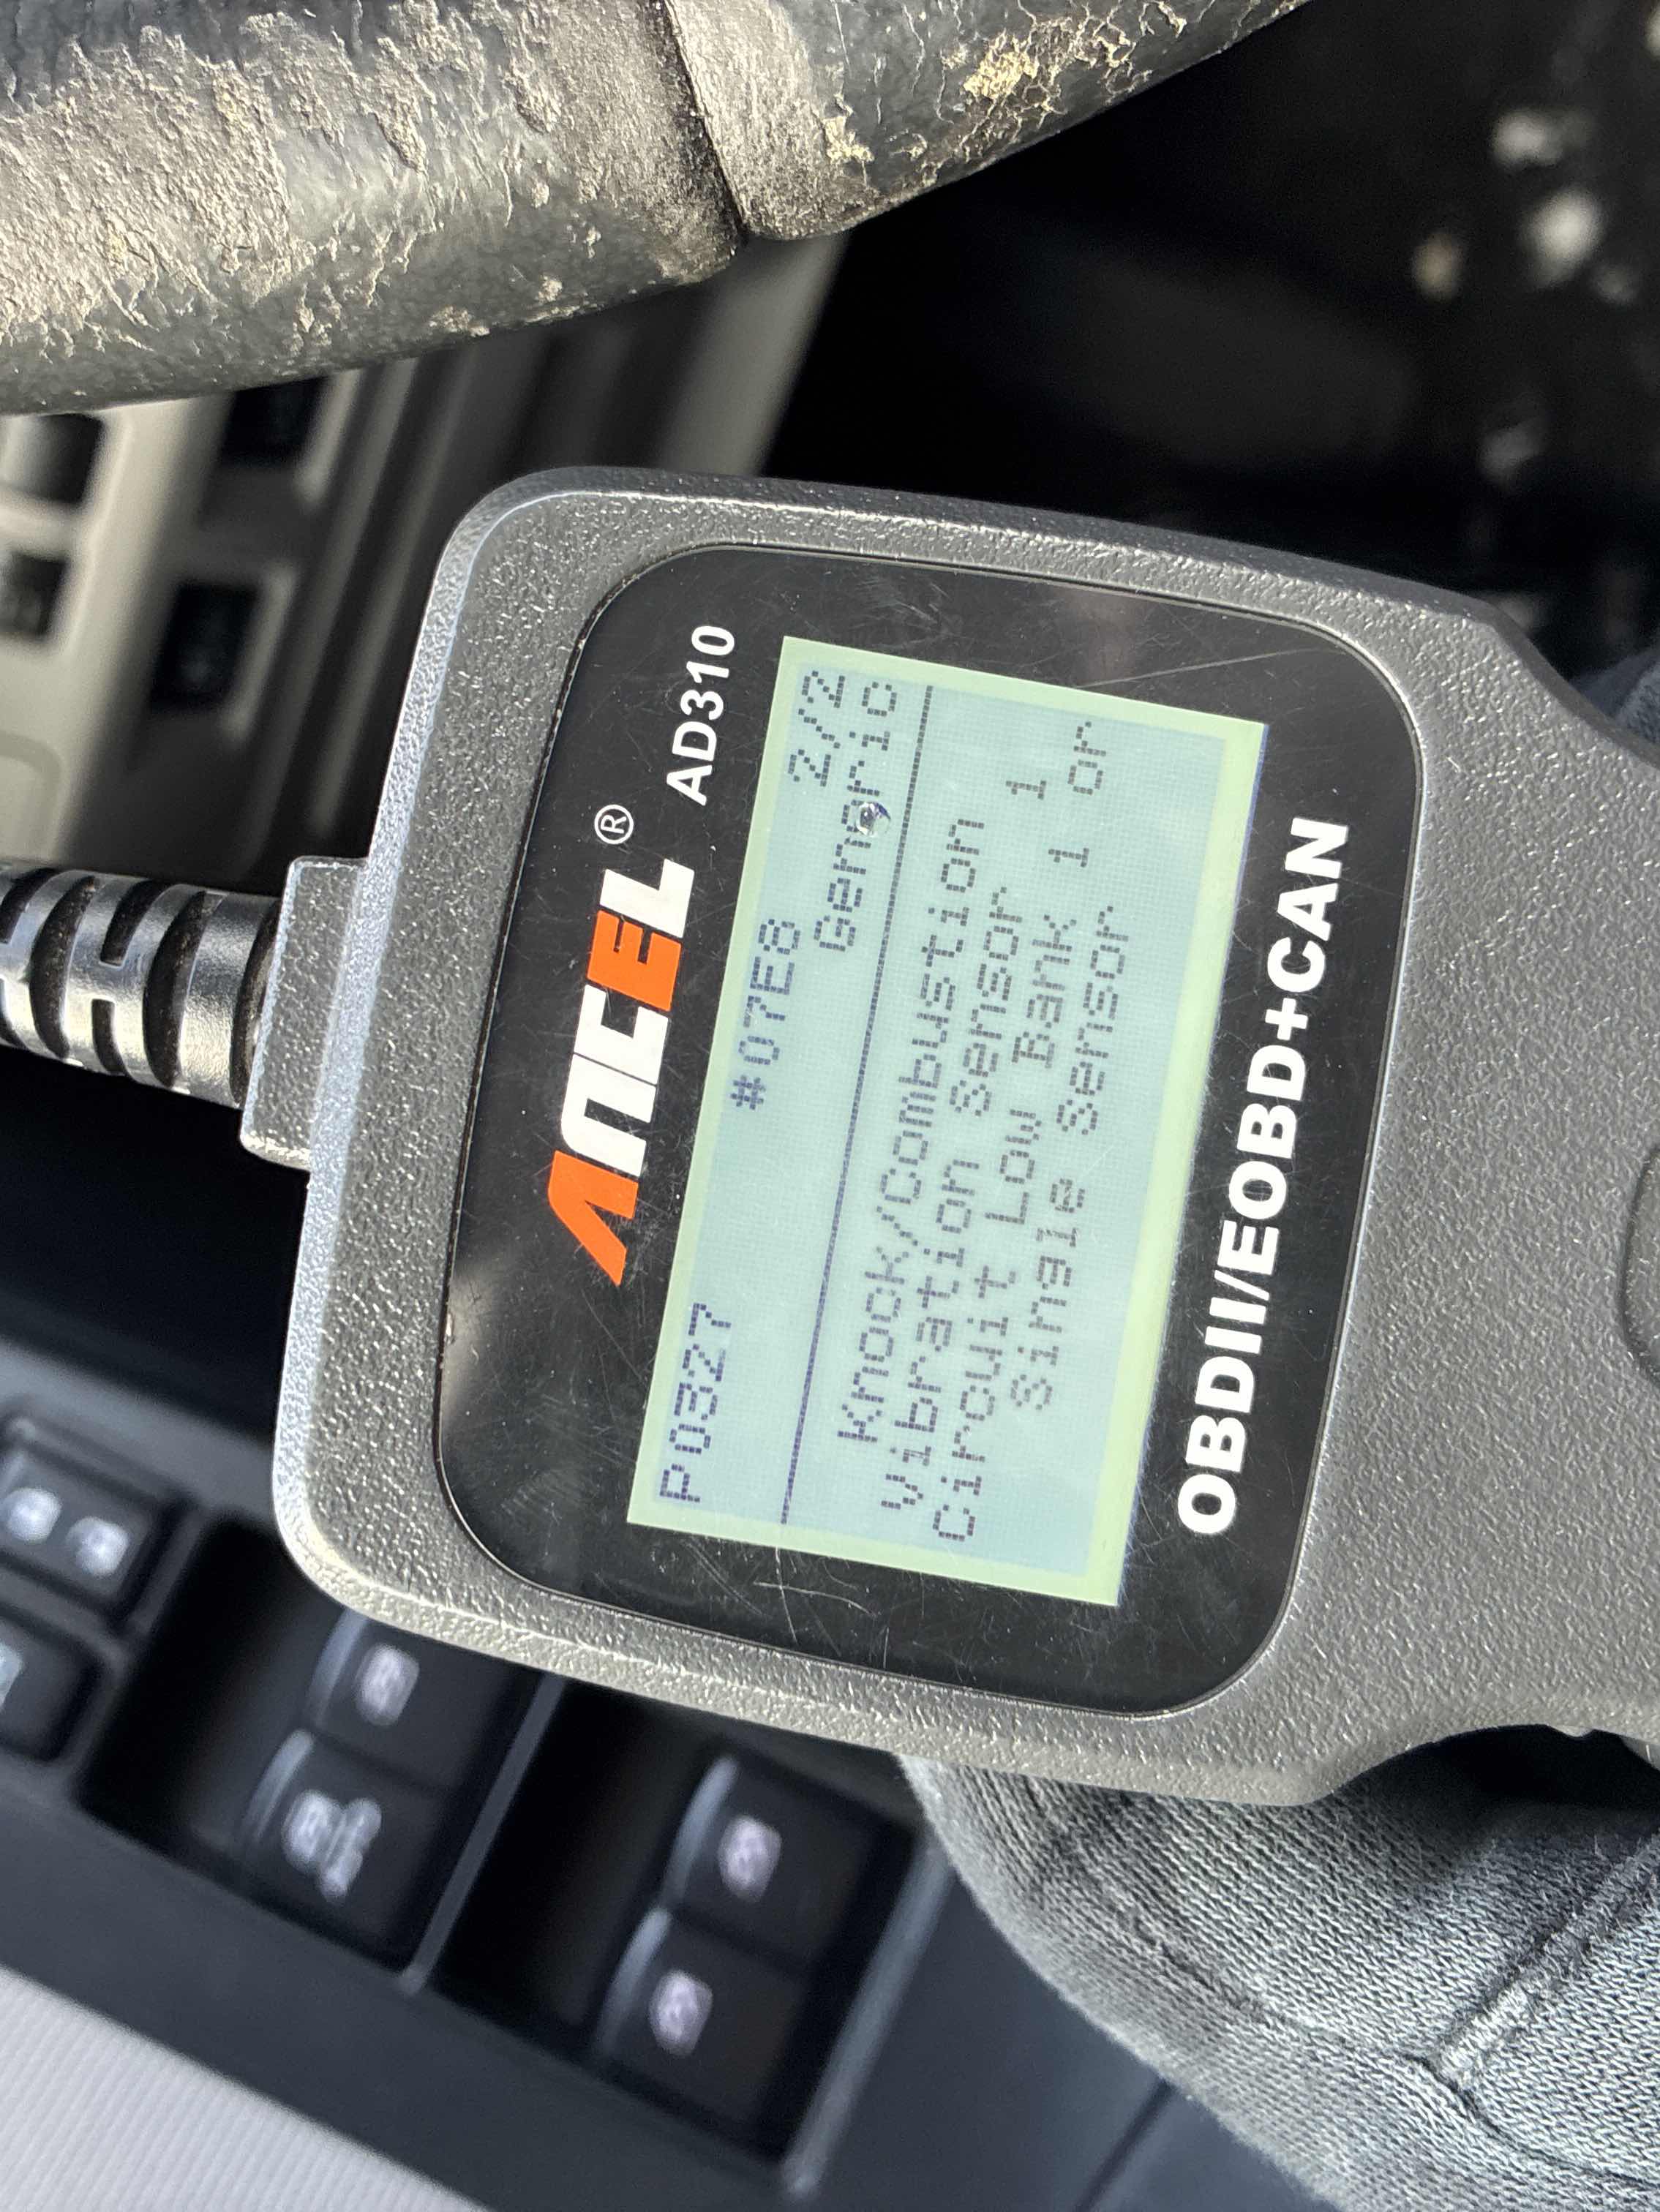 ANCEL® AD310
P0327 *07E8 2/2
Generic
Knock/Combustion
Vibration Sensor 1
Circuit Low Bank 1 or
Single Sensor
OBDII/EOBD+CAN